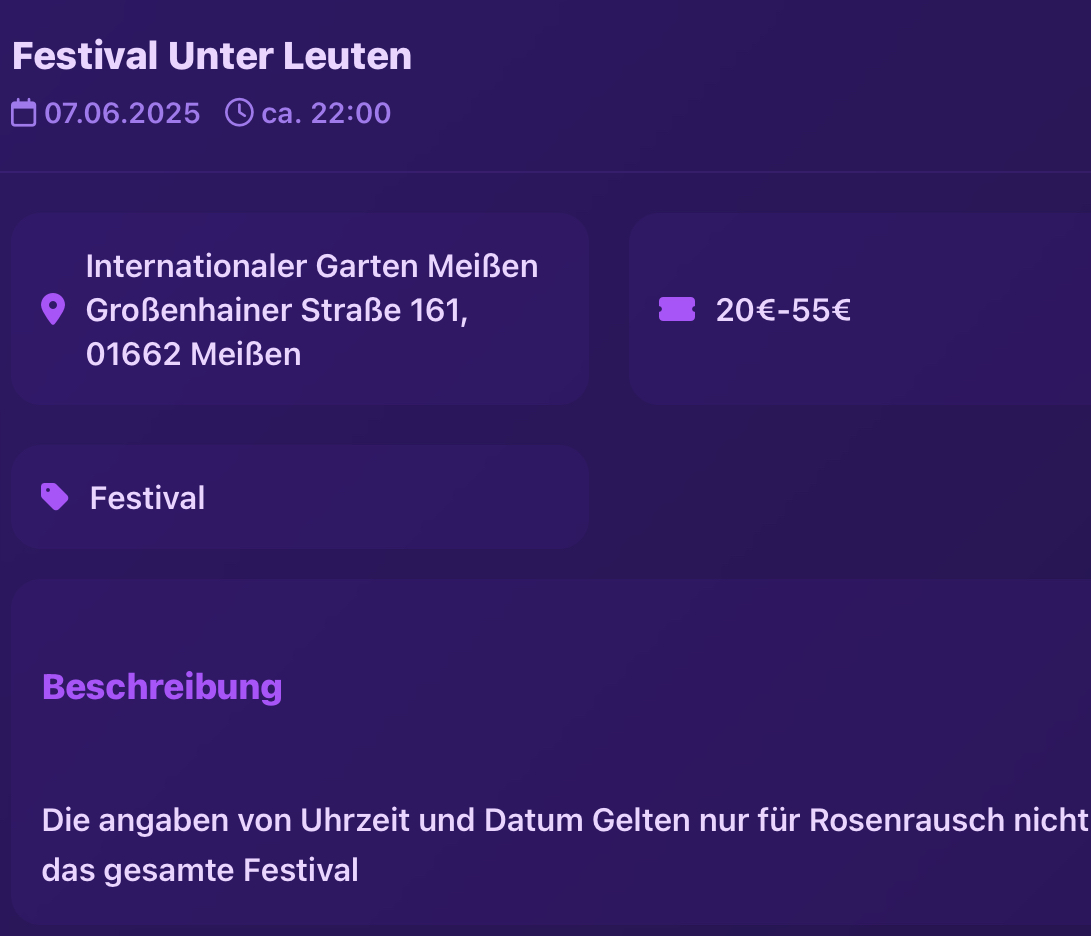 Festival Unter Leuten
07.06.2025 ca. 22:00
Internationaler Garten Meißen
Großenhainer Straße 161,
01662 Meißen
20€-55€
Festival
Beschreibung
Die angaben von Uhrzeit und Datum Gelten nur für Rosenrausch nicht
das gesamte Festival